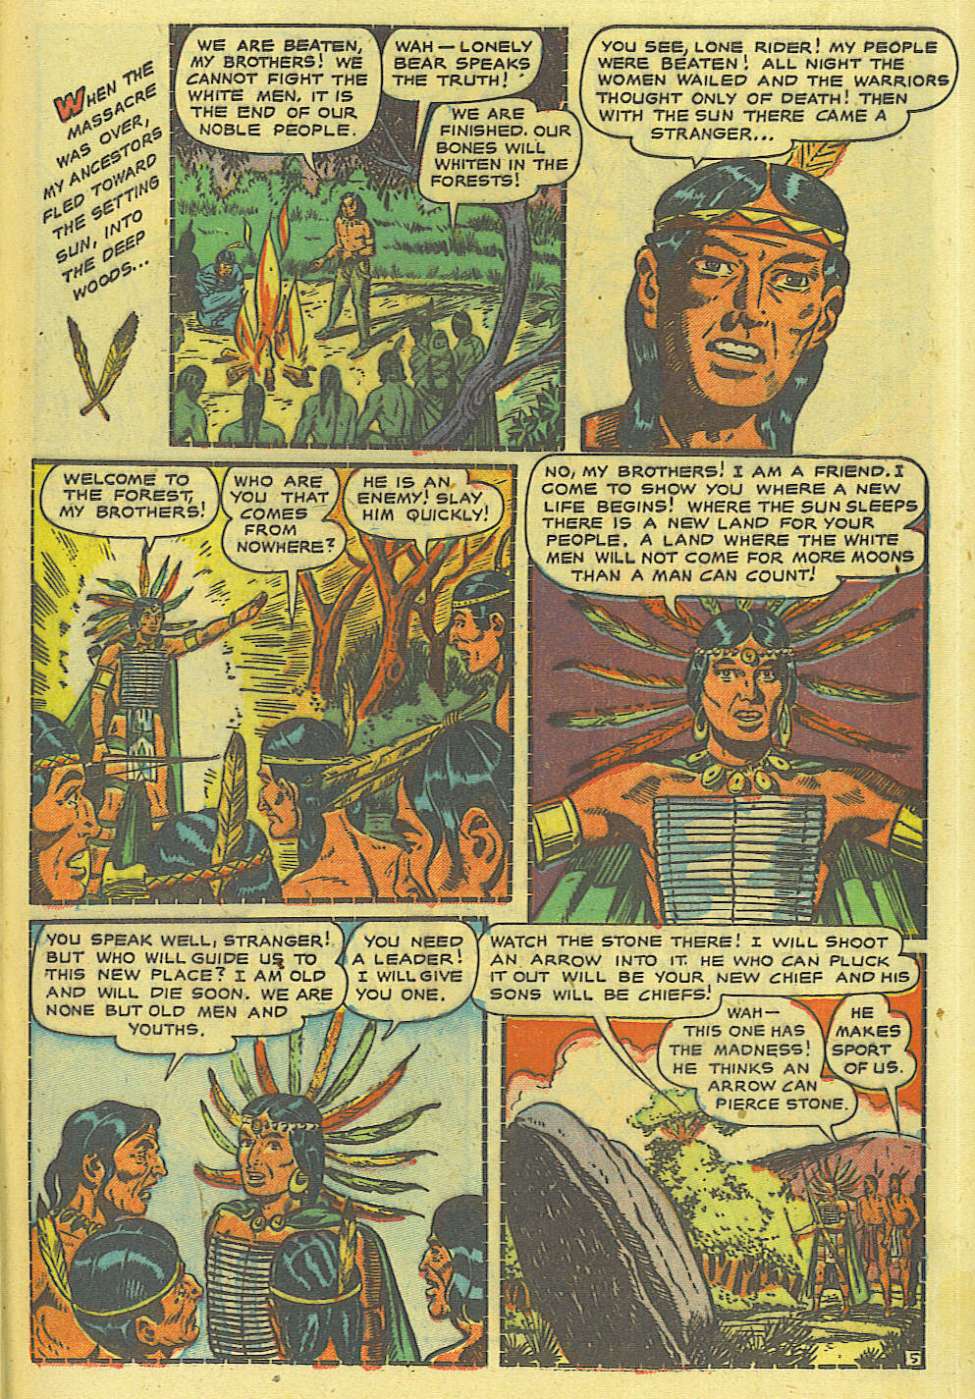 WHEN THE
MASSACRE
WAS OVER,
MY ANCESTORS
FLED TOWARD
THE SETTING
SUN, INTO
THE DEEP
WOODS...
WE ARE BEATEN,
MY BROTHERS! WE
CANNOT FIGHT THE
WHITE MEN. IT IS
THE END OF OUR
NOBLE PEOPLE.
WAH — LONELY
BEAR SPEAKS
THE TRUTH!
WE ARE
FINISHED. OUR
BONES WILL
WHITEN IN THE
FORESTS!
YOU SEE, LONE RIDER! MY PEOPLE
WERE BEATEN! ALL NIGHT THE
WOMEN WAILED AND THE WARRIORS
THOUGHT ONLY OF DEATH! THEN
WITH THE SUN THERE CAME A
STRANGER...
WELCOME TO
THE FOREST,
MY BROTHERS!
WHO ARE
YOU THAT
COMES
FROM
NOWHERE?
HE IS AN
ENEMY! SLAY
HIM QUICKLY!
NO, MY BROTHERS! I AM A FRIEND. I
COME TO SHOW YOU WHERE A NEW
LIFE BEGINS! WHERE THE SUN SLEEPS
THERE IS A NEW LAND FOR YOUR
PEOPLE. A LAND WHERE THE WHITE
MEN WILL NOT COME FOR MORE MOONS
THAN A MAN CAN COUNT!
YOU SPEAK WELL, STRANGER!
BUT WHO WILL GUIDE US TO
THIS NEW PLACE? I AM OLD
AND WILL DIE SOON. WE ARE
NONE BUT OLD MEN AND
YOUTHS.
YOU NEED
A LEADER!
I WILL GIVE
YOU ONE.
WATCH THE STONE THERE! I WILL SHOOT
AN ARROW INTO IT. HE WHO CAN PLUCK
IT OUT WILL BE YOUR NEW CHIEF AND HIS
SONS WILL BE CHIEFS!
WAH—
THIS ONE HAS
THE MADNESS!
HE THINKS AN
ARROW CAN
PIERCE STONE.
HE
MAKES
SPORT
OF US.
5